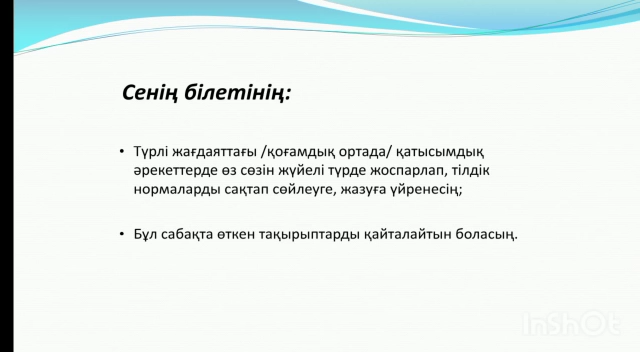 Сенің білетінің:
• Түрлі жағдаяттағы /қоғамдық ортада/ қатысымдық
әрекеттерде өз сөзін жүйелі түрде жоспарлап, тілдік
нормаларды сақтап сөйлеуге, жазуға үйренесің;
• Бұл сабақта өткен тақырыптарды қайталайтын боласың.
InShOt